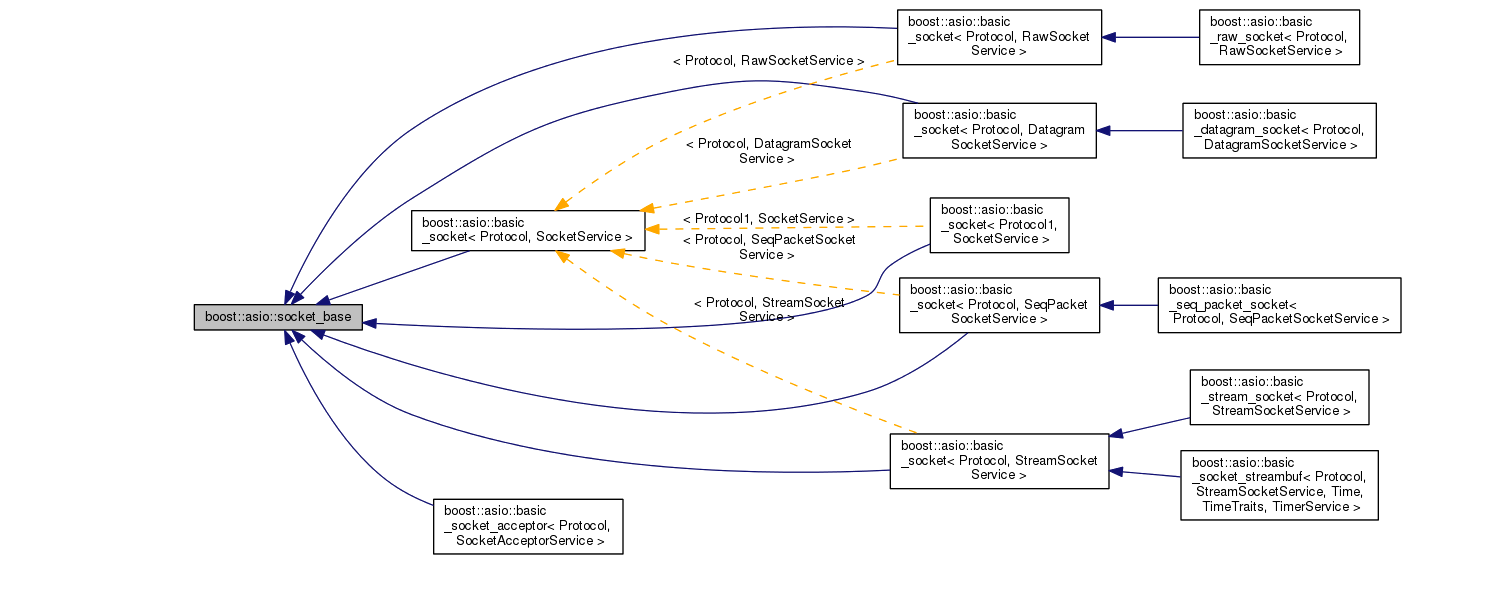 boost::asio::basic
_socket< Protocol, RawSocket
Service >
boost::asio::basic
_raw_socket< Protocol,
RawSocketService >
< Protocol, RawSocketService >
boost::asio::basic
_socket< Protocol, Datagram
SocketService >
boost::asio::basic
_datagram_socket< Protocol,
DatagramSocketService >
< Protocol, DatagramSocket
Service >
boost::asio::basic
_socket< Protocol, SocketService >
< Protocol1, SocketService >
boost::asio::basic
_socket< Protocol1,
SocketService >
< Protocol, SeqPacketSocket
Service >
boost::asio::socket_base
boost::asio::basic
_socket< Protocol, SeqPacket
SocketService >
boost::asio::basic
_seq_packet_socket<
Protocol, SeqPacketSocketService >
< Protocol, StreamSocket
Service >
boost::asio::basic
_stream_socket< Protocol,
StreamSocketService >
boost::asio::basic
_socket< Protocol, StreamSocket
Service >
boost::asio::basic
_socket_streambuf< Protocol,
StreamSocketService, Time,
TimeTraits, TimerService >
boost::asio::basic
_socket_acceptor< Protocol,
SocketAcceptorService >